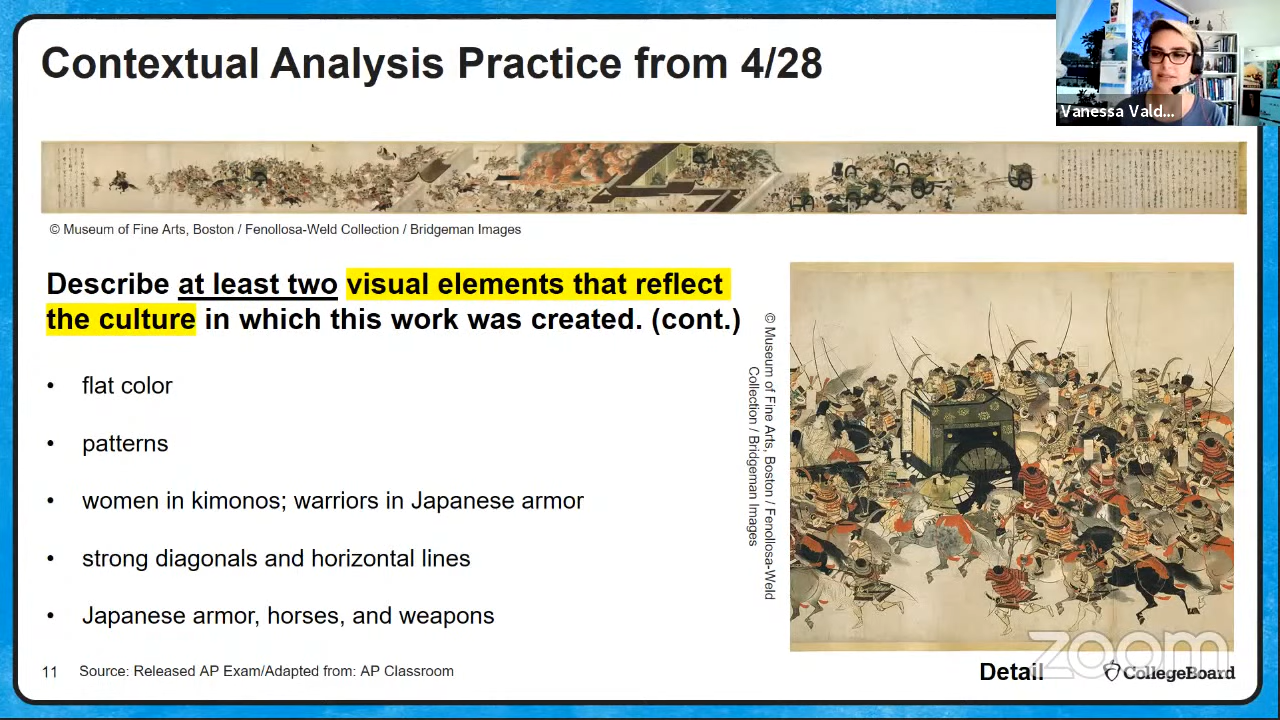 Contextual Analysis Practice from 4/28
Vanessa Vald...
© Museum of Fine Arts, Boston / Fenollosa-Weld Collection / Bridgeman Images
Describe at least two visual elements that reflect
the culture in which this work was created. (cont.)
• flat color
• patterns
• women in kimonos; warriors in Japanese armor
• strong diagonals and horizontal lines
• Japanese armor, horses, and weapons
© Museum of Fine Arts, Boston / Fenollosa-Weld
Collection / Bridgeman Images
11 Source: Released AP Exam/Adapted from: AP Classroom
Detail
zoom
CollegeBoard